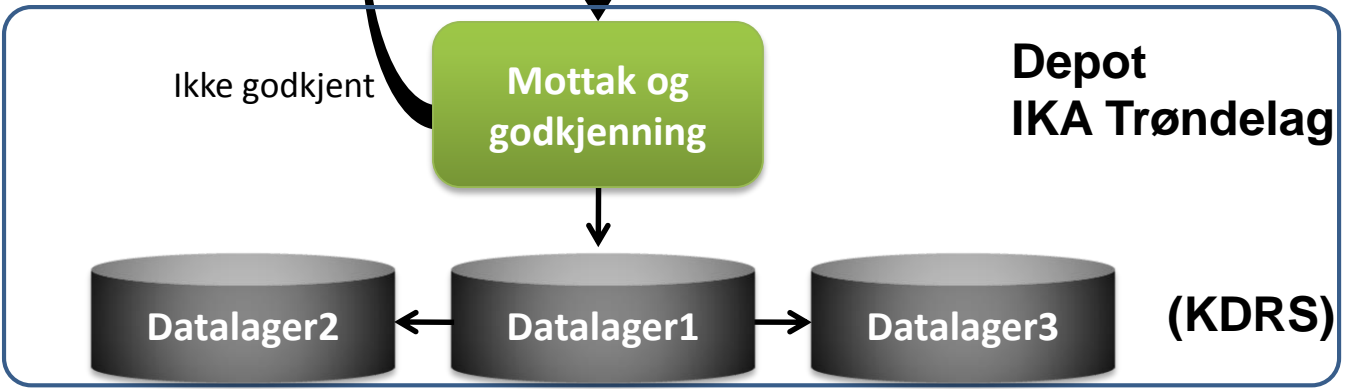 Ikke godkjent
Mottak og
godkjenning
Depot
IKA Trøndelag
Datalager2
Datalager1
Datalager3
(KDRS)